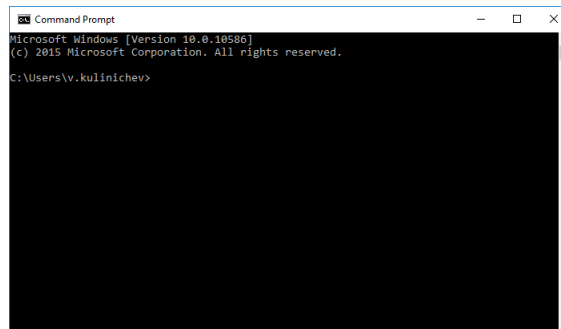 Command Prompt
Microsoft Windows [Version 10.0.10586]
(c) 2015 Microsoft Corporation. All rights reserved.
C:\Users\v.kulinichev>